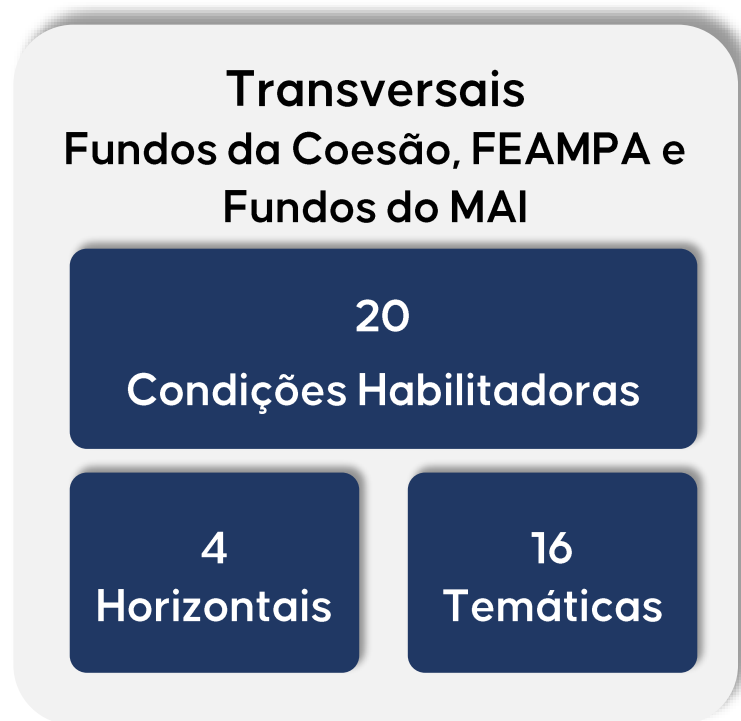 Transversais
Fundos da Coesão, FEAMPA e
Fundos do MAI
20
Condições Habilitadoras
4
Horizontais
16
Temáticas